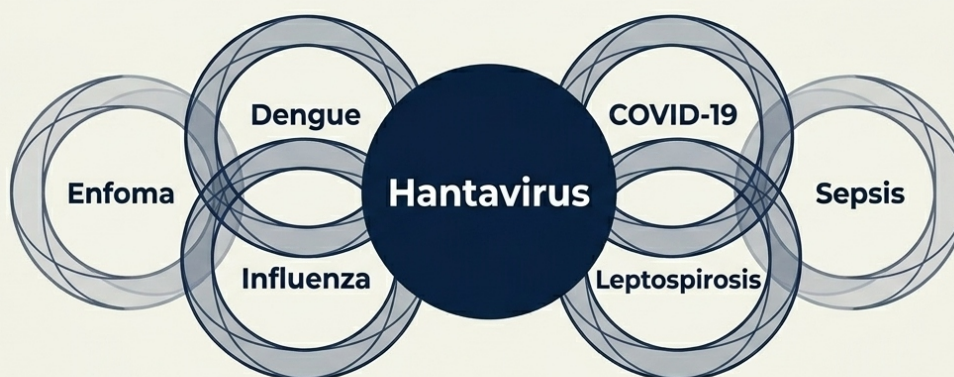 Dengue
COVID-19
Enfoma
Hantavirus
Sepsis
Influenza
Leptospirosis